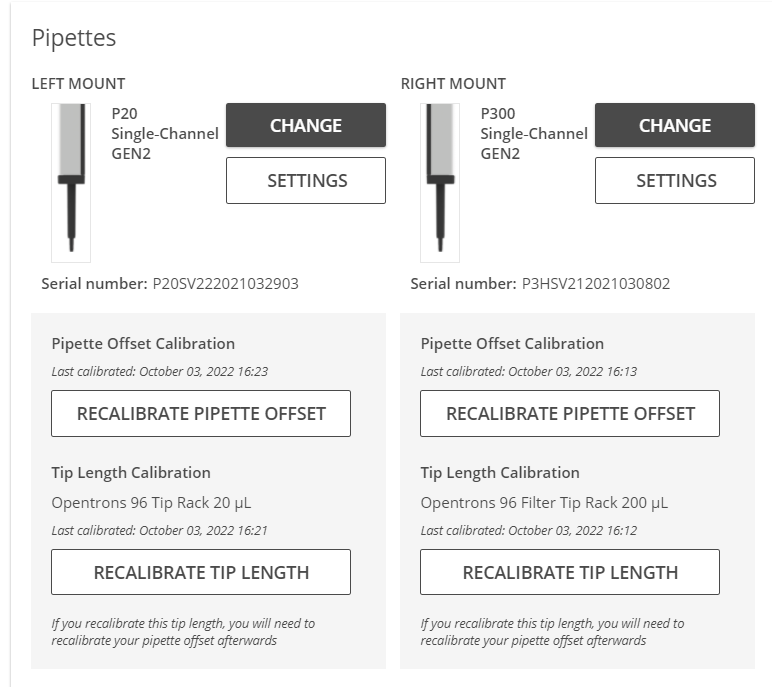 Pipettes
LEFT MOUNT
P20
Single-Channel
GEN2
CHANGE
SETTINGS
Serial number: P20SV222021032903
Pipette Offset Calibration
Last calibrated: October 03, 2022 16:23
RECALIBRATE PIPETTE OFFSET
Tip Length Calibration
Opentrons 96 Tip Rack 20 µL
Last calibrated: October 03, 2022 16:21
RECALIBRATE TIP LENGTH
If you recalibrate this tip length, you will need to
recalibrate your pipette offset afterwards
RIGHT MOUNT
P300
Single-Channel
GEN2
CHANGE
SETTINGS
Serial number: P3HSV212021030802
Pipette Offset Calibration
Last calibrated: October 03, 2022 16:13
RECALIBRATE PIPETTE OFFSET
Tip Length Calibration
Opentrons 96 Filter Tip Rack 200 µL
Last calibrated: October 03, 2022 16:12
RECALIBRATE TIP LENGTH
If you recalibrate this tip length, you will need to
recalibrate your pipette offset afterwards